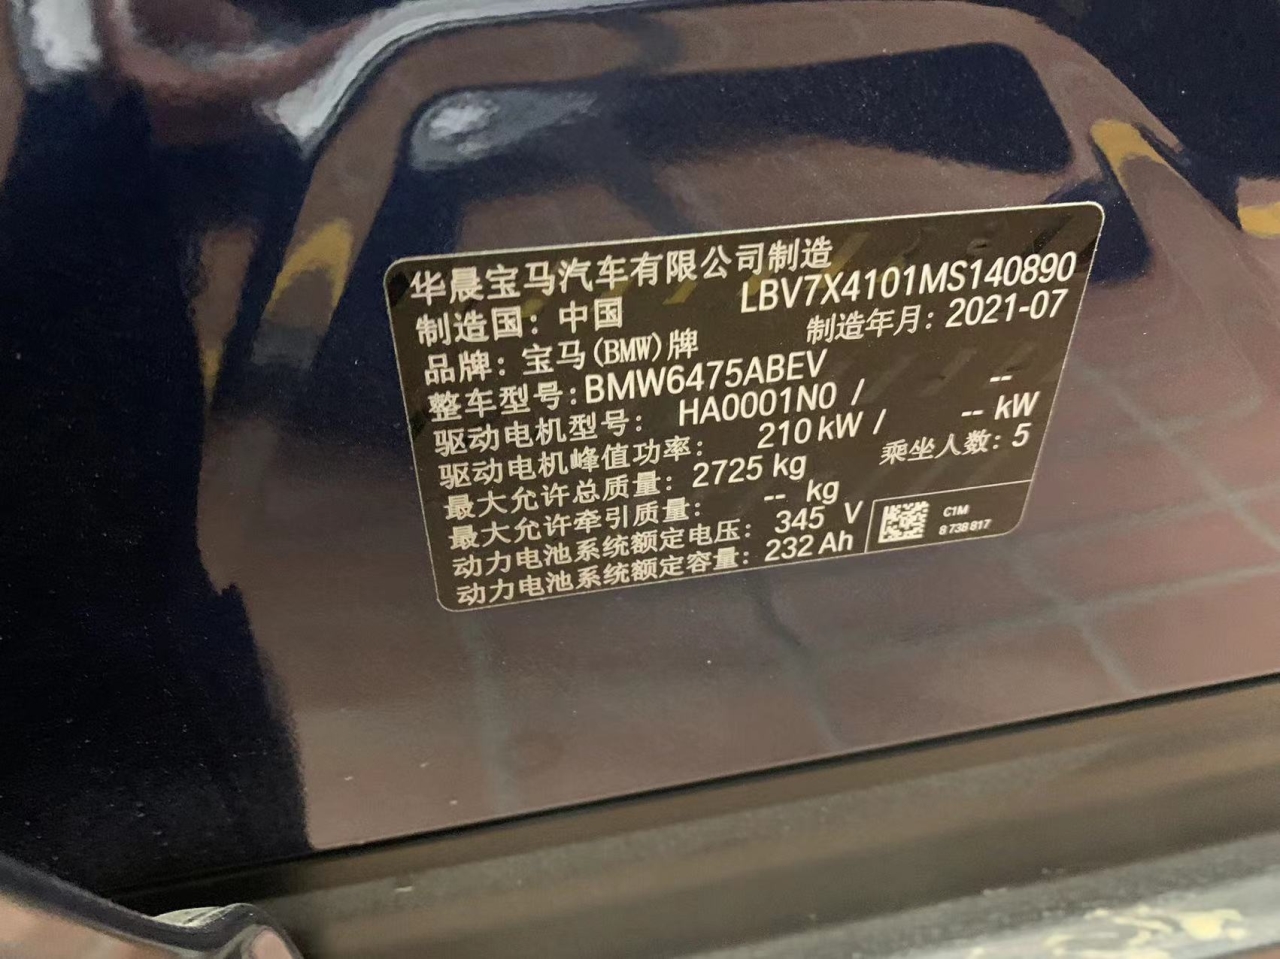 华晨宝马汽车有限公司制造
制造国：中国 LBV7X4101MS140890
品牌：宝马(BMW)牌 制造年月：2021-07
整车型号：BMW6475ABEV
驱动电机型号： HA0001N0 / --
驱动电机峰值功率： 210 kW / -- kW
最大允许总质量： 2725 kg 乘坐人数：5
最大允许牵引质量： -- kg
动力电池系统额定电压： 345 V
动力电池系统额定容量： 232 Ah
C1M
8 738 817